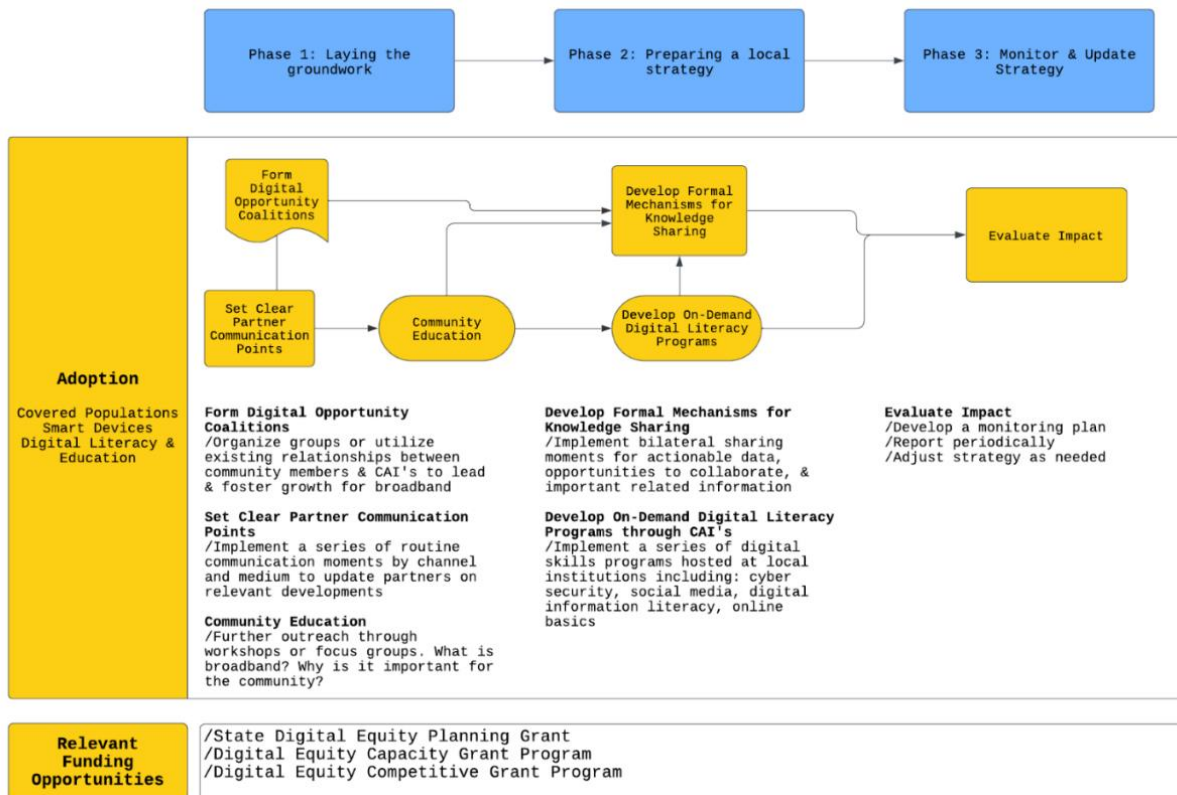 Phase 1: Laying the
groundwork
Phase 2: Preparing a local
strategy
Phase 3: Monitor & Update
Strategy
Form
Digital
Opportunity
Coalitions
Develop Formal
Mechanisms for
Knowledge
Sharing
Evaluate Impact
Set Clear
Partner
Communication
Points
Community
Education
Develop On-Demand
Digital Literacy
Programs
Adoption
Covered Populations
Smart Devices
Digital Literacy &
Education
Form Digital Opportunity
Coalitions
/Organize groups or utilize
existing relationships between
community members & CAI's to lead
& foster growth for broadband
Set Clear Partner Communication
Points
/Implement a series of routine
communication moments by channel
and medium to update partners on
relevant developments
Community Education
/Further outreach through
workshops or focus groups. What is
broadband? Why is it important for
the community?
Develop Formal Mechanisms for
Knowledge Sharing
/Implement bilateral sharing
moments for actionable data,
opportunities to collaborate, &
important related information
Develop On-Demand Digital Literacy
Programs through CAI's
/Implement a series of digital
skills programs hosted at local
institutions including: cyber
security, social media, digital
information literacy, online
basics
Evaluate Impact
/Develop a monitoring plan
/Report periodically
/Adjust strategy as needed
Relevant
Funding
Opportunities
/State Digital Equity Planning Grant
/Digital Equity Capacity Grant Program
/Digital Equity Competitive Grant Program